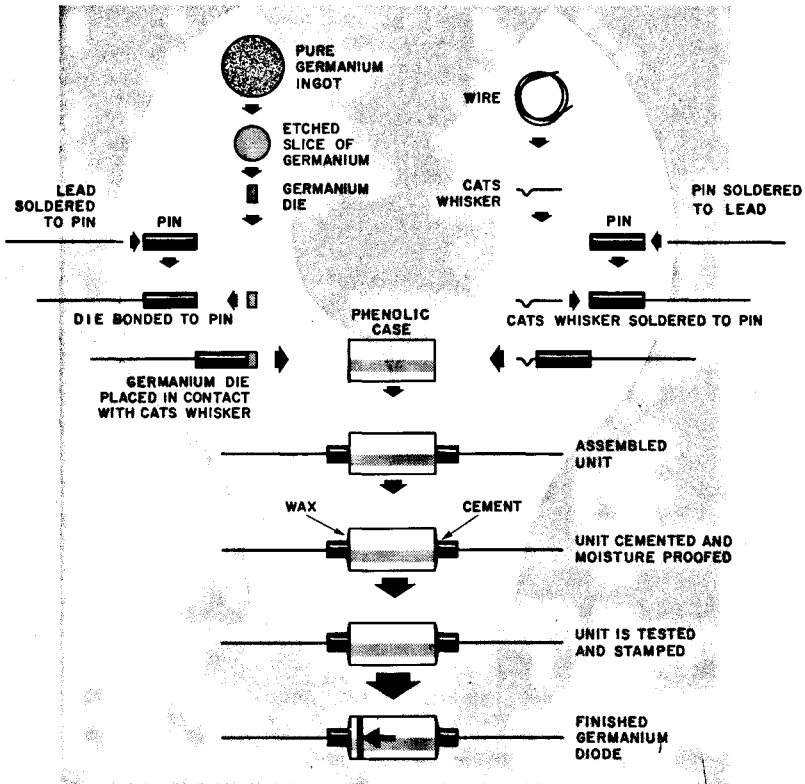 PURE
GERMANIUM
INGOT
WIRE
ETCHED
SLICE OF
GERMANIUM
LEAD
SOLDERED
TO PIN
GERMANIUM
DIE
CATS
WHISKER
PIN SOLDERED
TO LEAD
PIN
PIN
DIE BONDED TO PIN
PHENOLIC
CASE
CATS WHISKER SOLDERED TO PIN
GERMANIUM DIE
PLACED IN CONTACT
WITH CATS WHISKER
ASSEMBLED
UNIT
WAX
CEMENT
UNIT CEMENTED AND
MOISTURE PROOFED
UNIT IS TESTED
AND STAMPED
FINISHED
GERMANIUM
DIODE